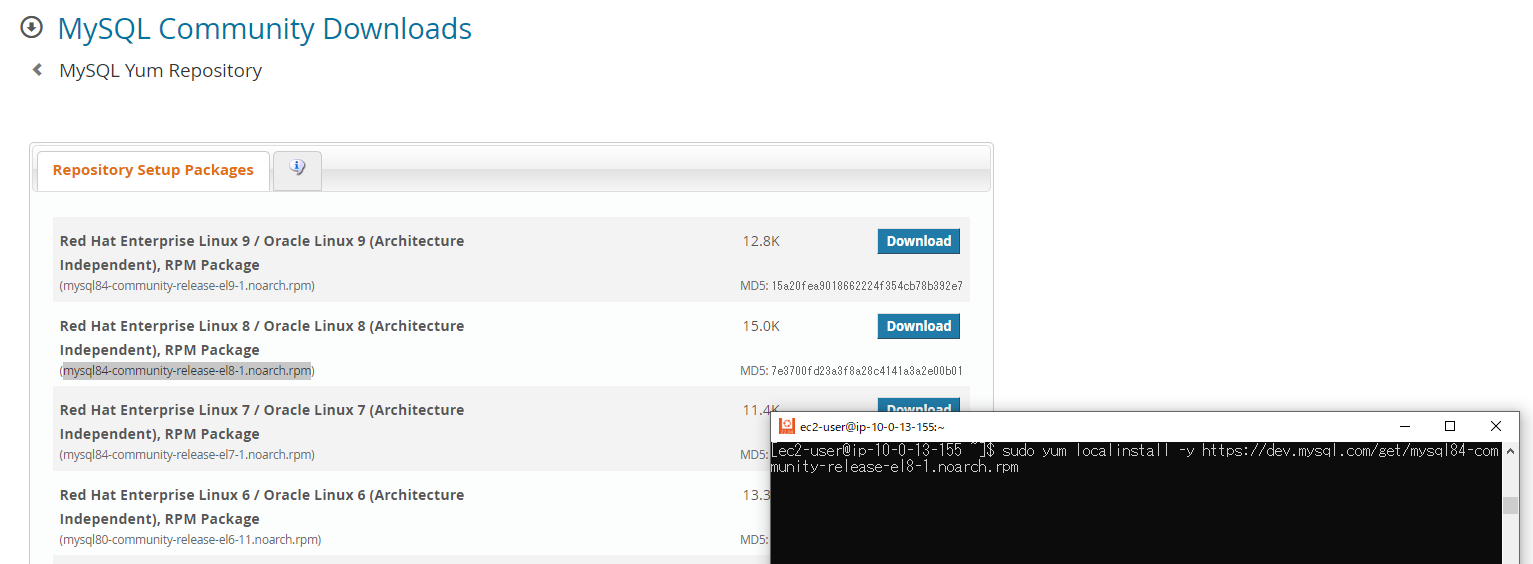 MySQL Community Downloads
MySQL Yum Repository
Repository Setup Packages
Red Hat Enterprise Linux 9 / Oracle Linux 9 (Architecture
Independent), RPM Package
12.8K
Download
(mysql84-community-release-el9-1.noarch.rpm)
MD5: 15a20fea9018662224f354cb78b392e7
Red Hat Enterprise Linux 8 / Oracle Linux 8 (Architecture
Independent), RPM Package
15.0K
Download
(mysql84-community-release-el8-1.noarch.rpm)
MD5: 7e3700fd23a3f8a28c4141a3a2e00b01
Red Hat Enterprise Linux 7 / Oracle Linux 7 (Architecture
Independent), RPM Package
11.4K
Download
(mysql84-community-release-el7-1.noarch.rpm)
MD5:
Red Hat Enterprise Linux 6 / Oracle Linux 6 (Architecture
Independent), RPM Package
13.3
(mysql80-community-release-el6-11.noarch.rpm)
MD5:
ec2-user@ip-10-0-13-155:~
[ec2-user@ip-10-0-13-155 ~]$ sudo yum localinstall -y https://dev.mysql.com/get/mysql84-com
munity-release-el8-1.noarch.rpm